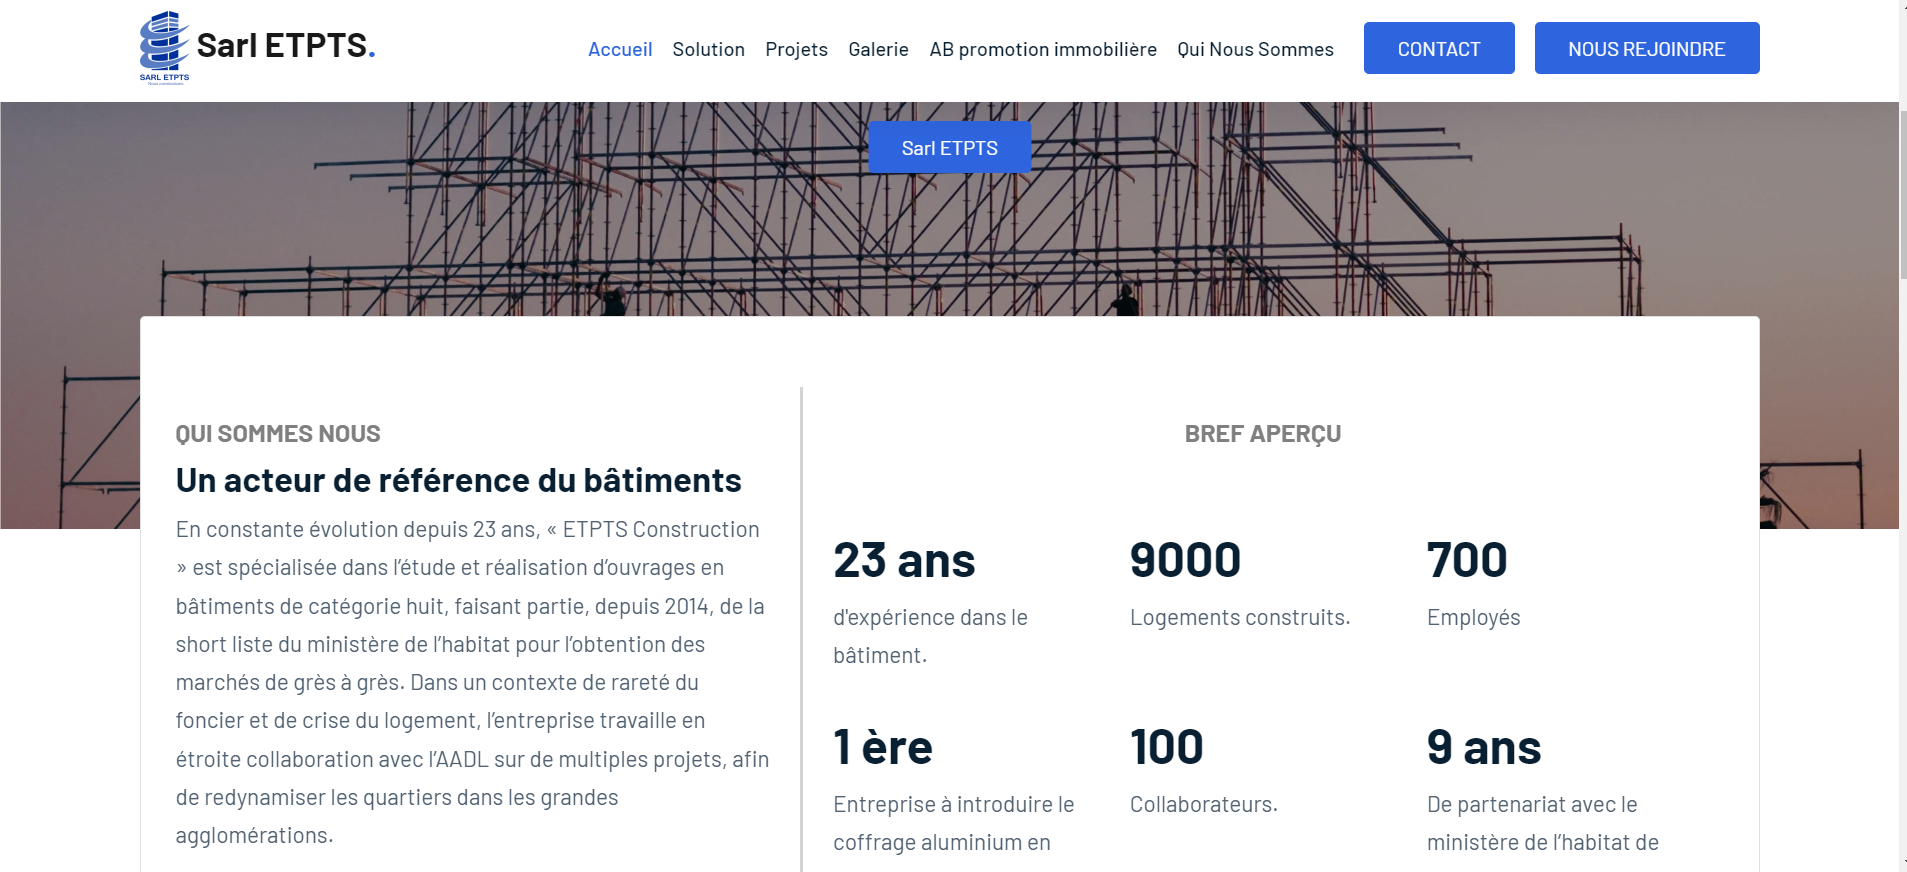 SARL ETPTS
Sarl ETPTS.
Accueil
Solution
Projets
Galerie
AB promotion immobilière
Qui Nous Sommes
CONTACT
NOUS REJOINDRE
Sarl ETPTS
QUI SOMMES NOUS
Un acteur de référence du bâtiments
En constante évolution depuis 23 ans, « ETPTS Construction
» est spécialisée dans l’étude et réalisation d’ouvrages en
bâtiments de catégorie huit, faisant partie, depuis 2014, de la
short liste du ministère de l’habitat pour l’obtention des
marchés de grès à grès. Dans un contexte de rareté du
foncier et de crise du logement, l’entreprise travaille en
étroite collaboration avec l’AADL sur de multiples projets, afin
de redynamiser les quartiers dans les grandes
agglomérations.
BREF APERÇU
23 ans
d'expérience dans le
bâtiment.
9000
Logements construits.
700
Employés
1 ère
Entreprise à introduire le
coffrage aluminium en
100
Collaborateurs.
9 ans
De partenariat avec le
ministère de l’habitat de